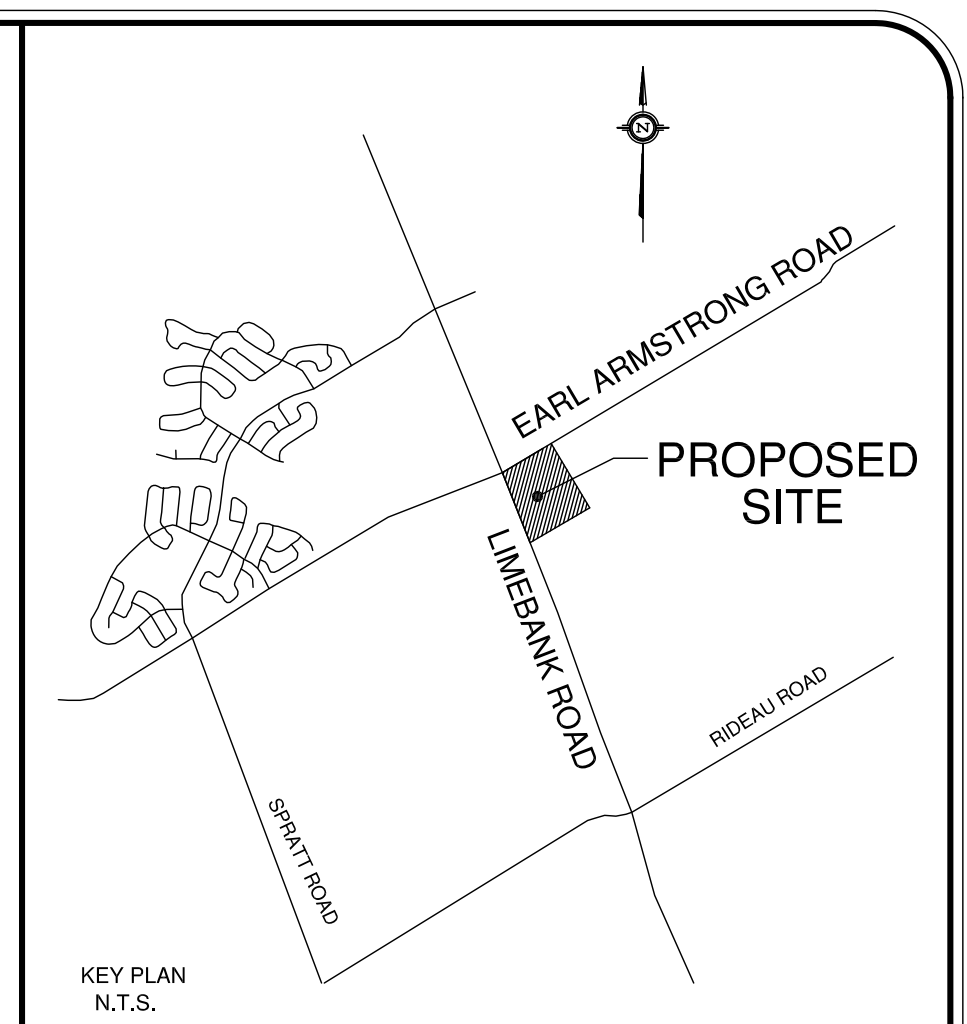 N
EARL ARMSTRONG ROAD
PROPOSED
SITE
LIMEBANK ROAD
RIDEAU ROAD
SPRATT ROAD
KEY PLAN
N.T.S.